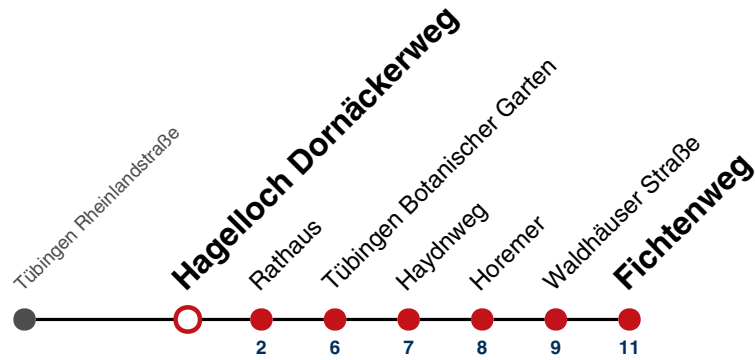 Tübingen Rheinlandstraße
Hagelloch Dornäckerweg
Rathaus
Tübingen Botanischer Garten
Haydnweg
Horemer
Waldhäuser Straße
Fichtenweg
2 6 7 8 9 11